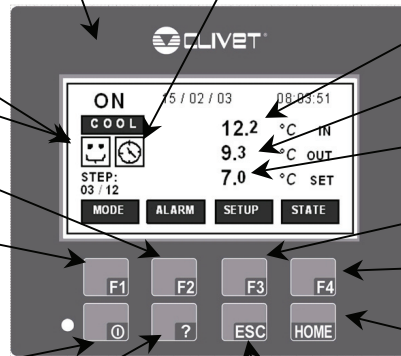 CLIVET
ON 15 / 02 / 03 08:03:51
COOL 12.2 °C IN
9.3 °C OUT
STEP: 7.0 °C SET
03 / 12
MODE ALARM SETUP STATE
F1 F2 F3 F4
? ESC HOME